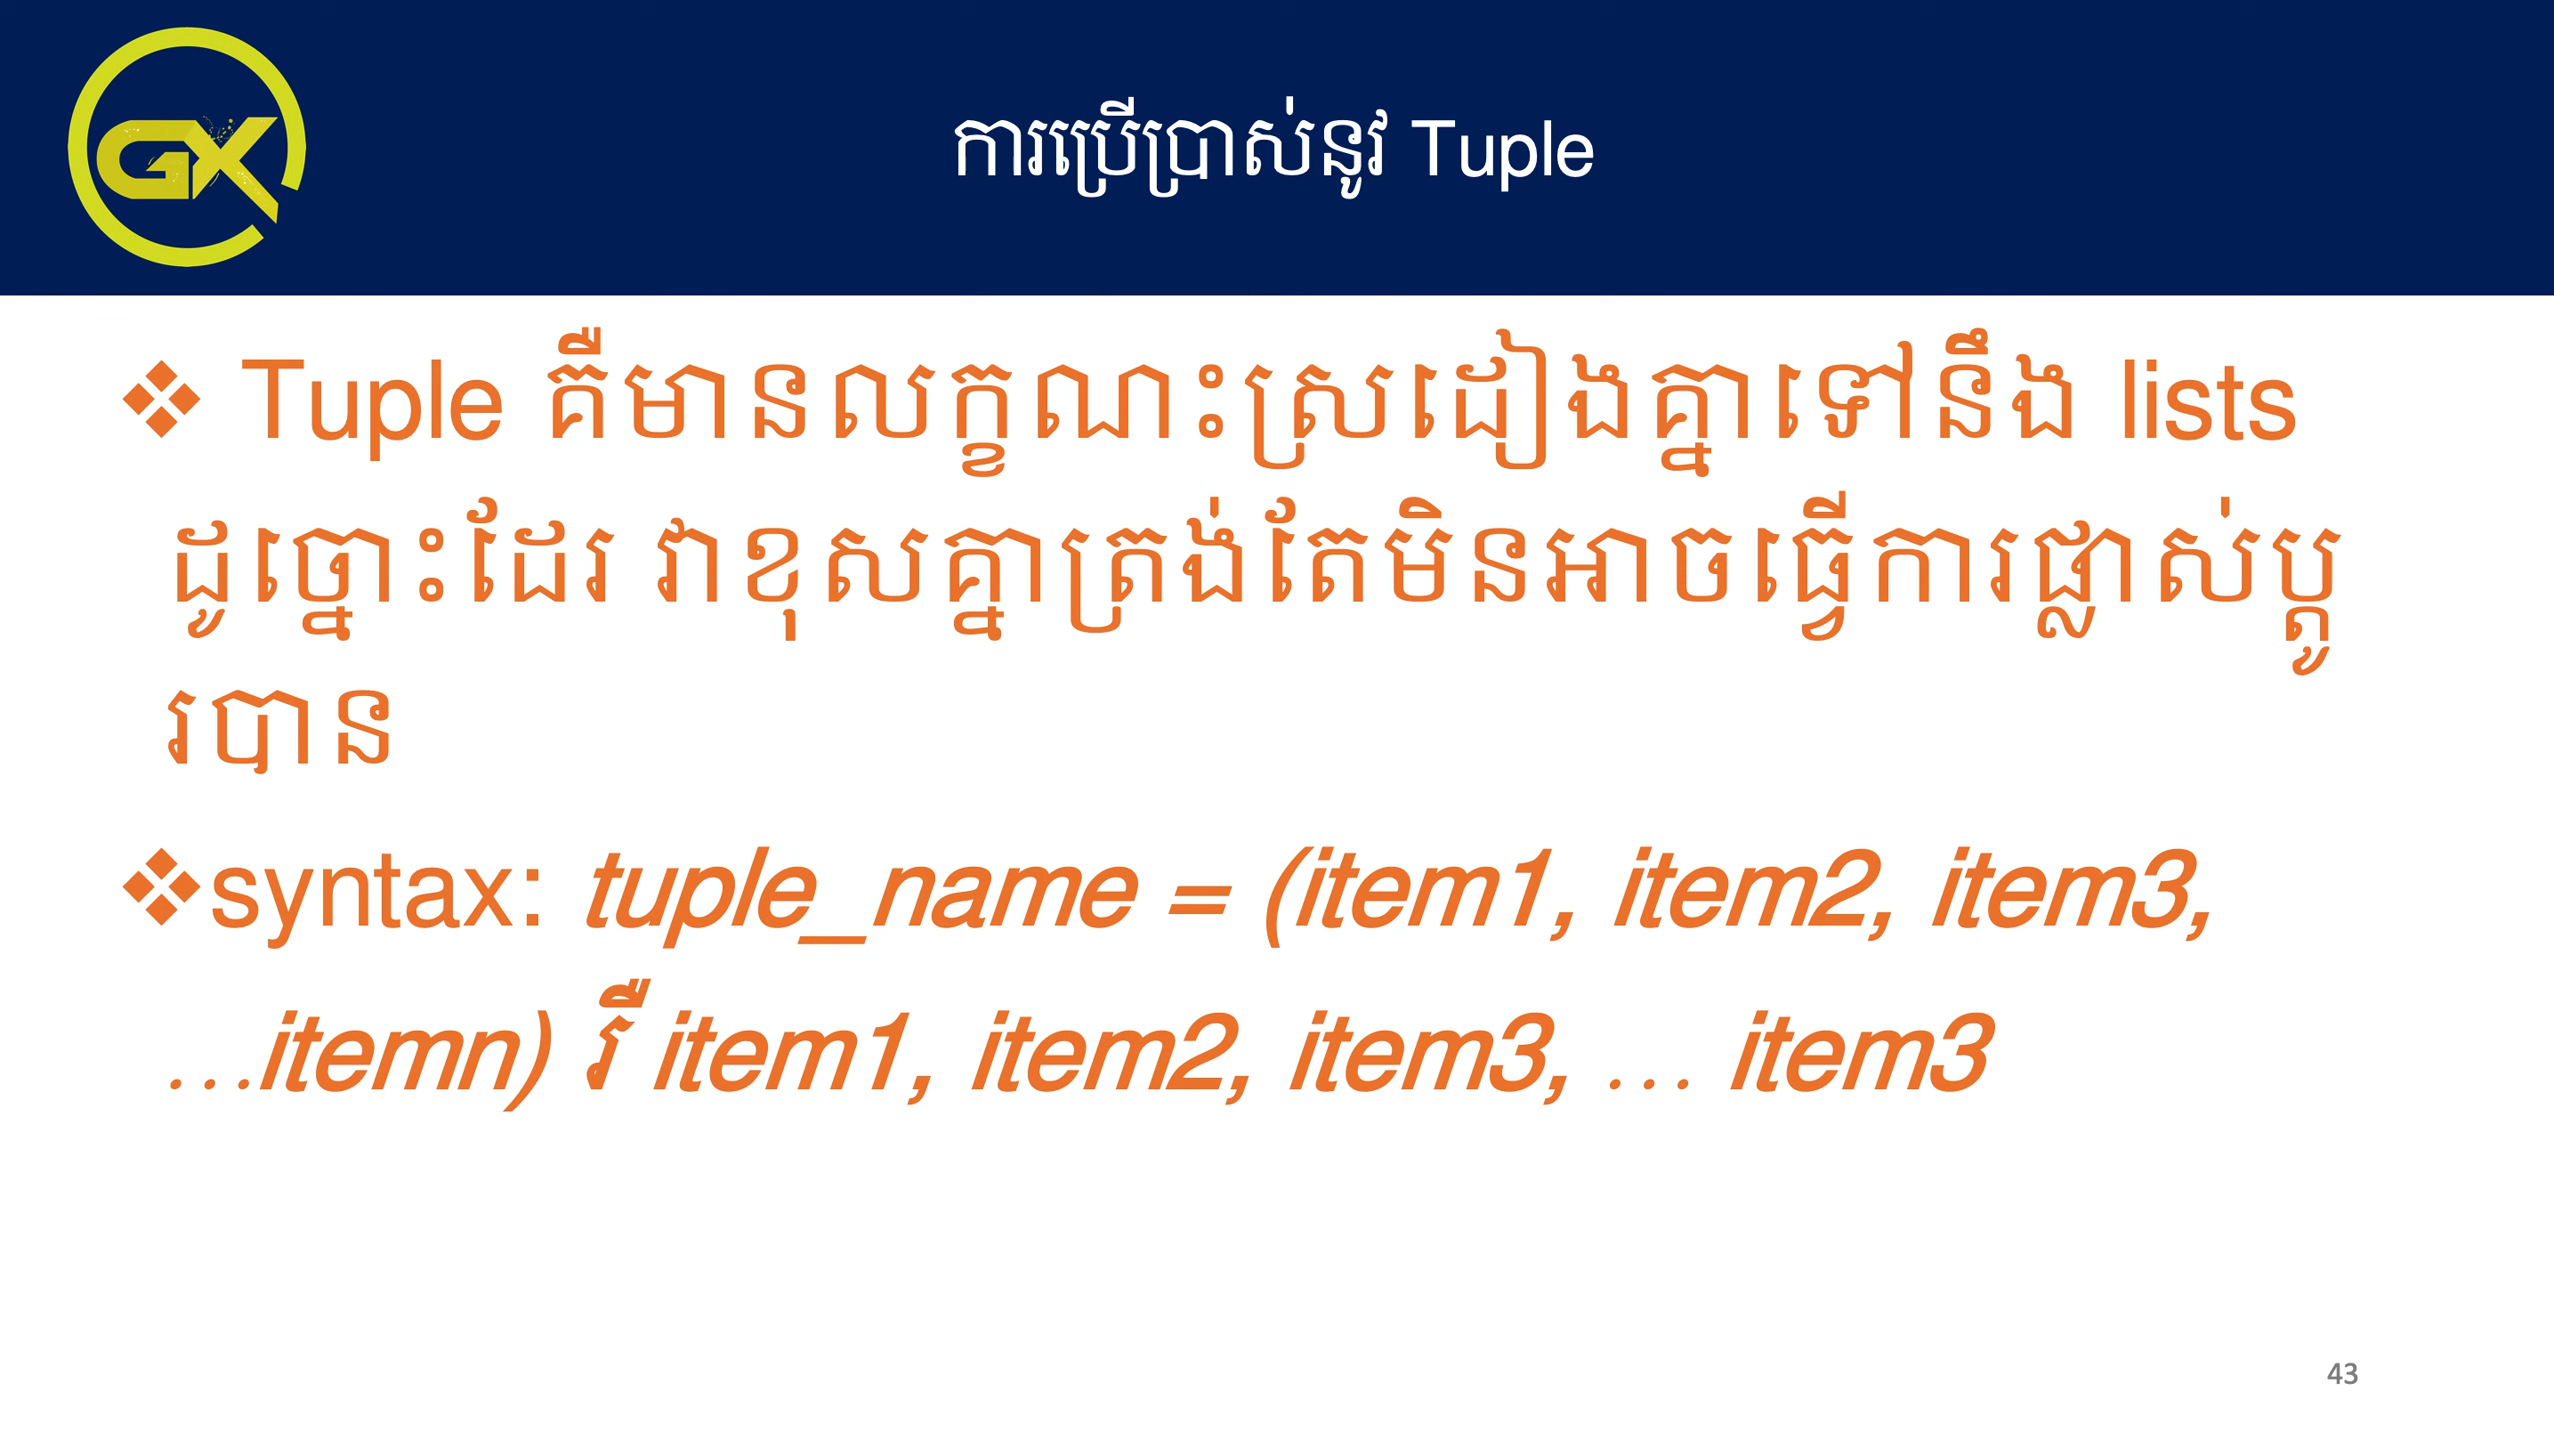 GX
ការប្រើប្រាស់នូវ Tuple
❖ Tuple គឺមានលក្ខណះស្រដៀងគ្នាទៅនឹង lists
ដូច្នោះដែរ វាខុសគ្នាត្រង់តែមិនអាចធ្វើការផ្លាស់ប្តូ
របាន
❖syntax: tuple_name = (item1, item2, item3,
…itemn) រឺ item1, item2, item3, … item3
43